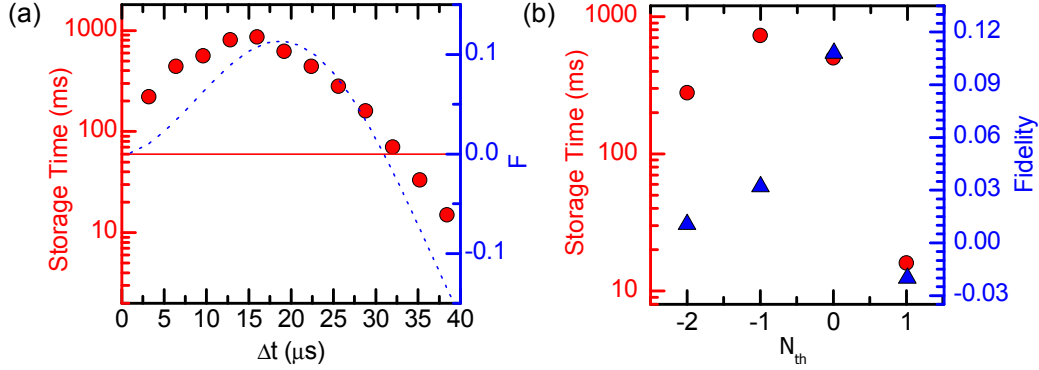 (a)
Storage Time (ms)
1000
100
10
0 5 10 15 20 25 30 35 40
Δt (μs)
0.1
0.0
-0.1
F
(b)
Storage Time (ms)
1000
100
10
-2 -1 0 1
N_th
0.12
0.09
0.06
0.03
0.00
-0.03
Fidelity